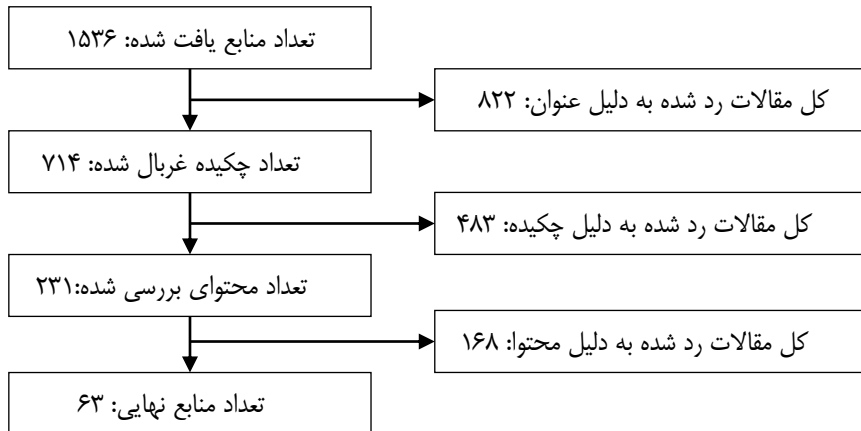 تعداد منابع یافت شده: ۱۵۳۶
کل مقالات رد شده به دلیل عنوان: ۸۲۲
تعداد چکیده غربال شده: ۷۱۴
کل مقالات رد شده به دلیل چکیده: ۴۸۳
تعداد محتوای بررسی شده:۲۳۱
کل مقالات رد شده به دلیل محتوا: ۱۶۸
تعداد منابع نهایی: ۶۳